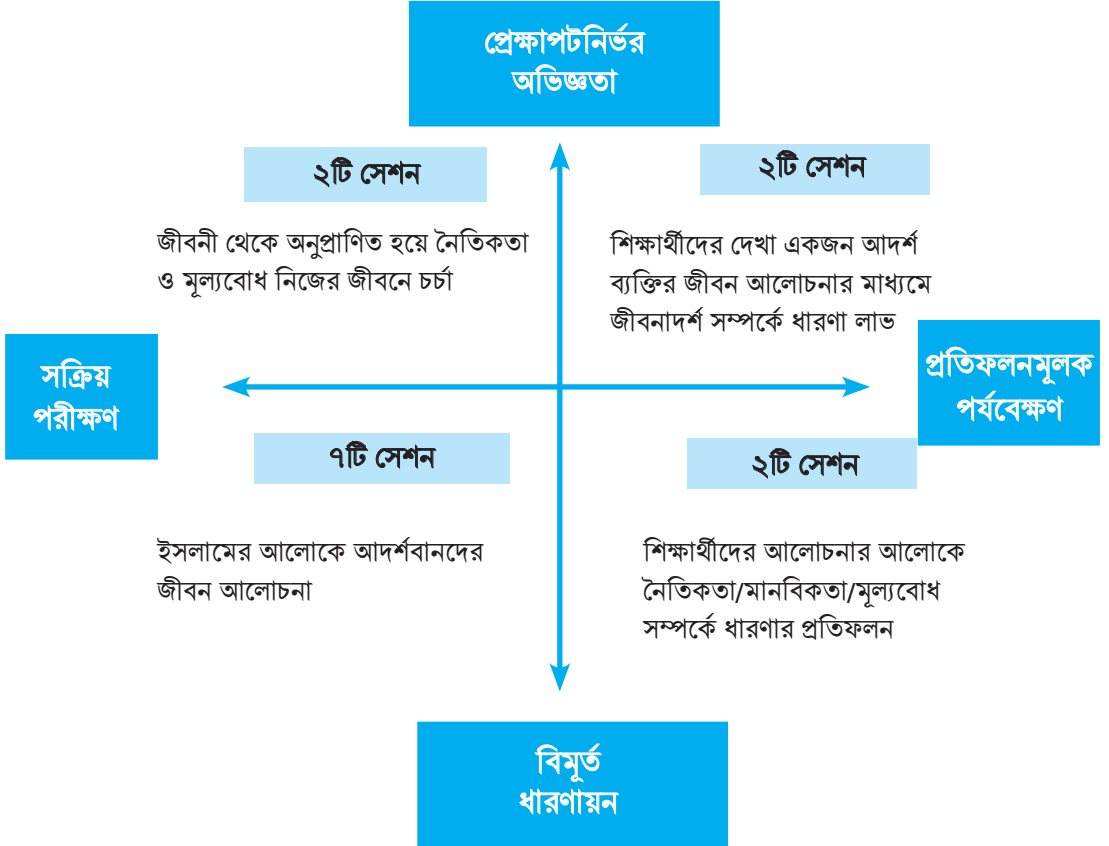 প্রেক্ষাপটনির্ভর
অভিজ্ঞতা
২টি সেশন
জীবনী থেকে অনুপ্রাণিত হয়ে নৈতিকতা
ও মূল্যবোধ নিজের জীবনে চর্চা
২টি সেশন
শিক্ষার্থীদের দেখা একজন আদর্শ
ব্যক্তির জীবন আলোচনার মাধ্যমে
জীবনাদর্শ সম্পর্কে ধারণা লাভ
সক্রিয়
পরীক্ষণ
প্রতিফলনমূলক
পর্যবেক্ষণ
৭টি সেশন
ইসলামের আলোকে আদর্শবানদের
জীবন আলোচনা
২টি সেশন
শিক্ষার্থীদের আলোচনার আলোকে
নৈতিকতা/মানবিকতা/মূল্যবোধ
সম্পর্কে ধারণার প্রতিফলন
বিমূর্ত
ধারণায়ন